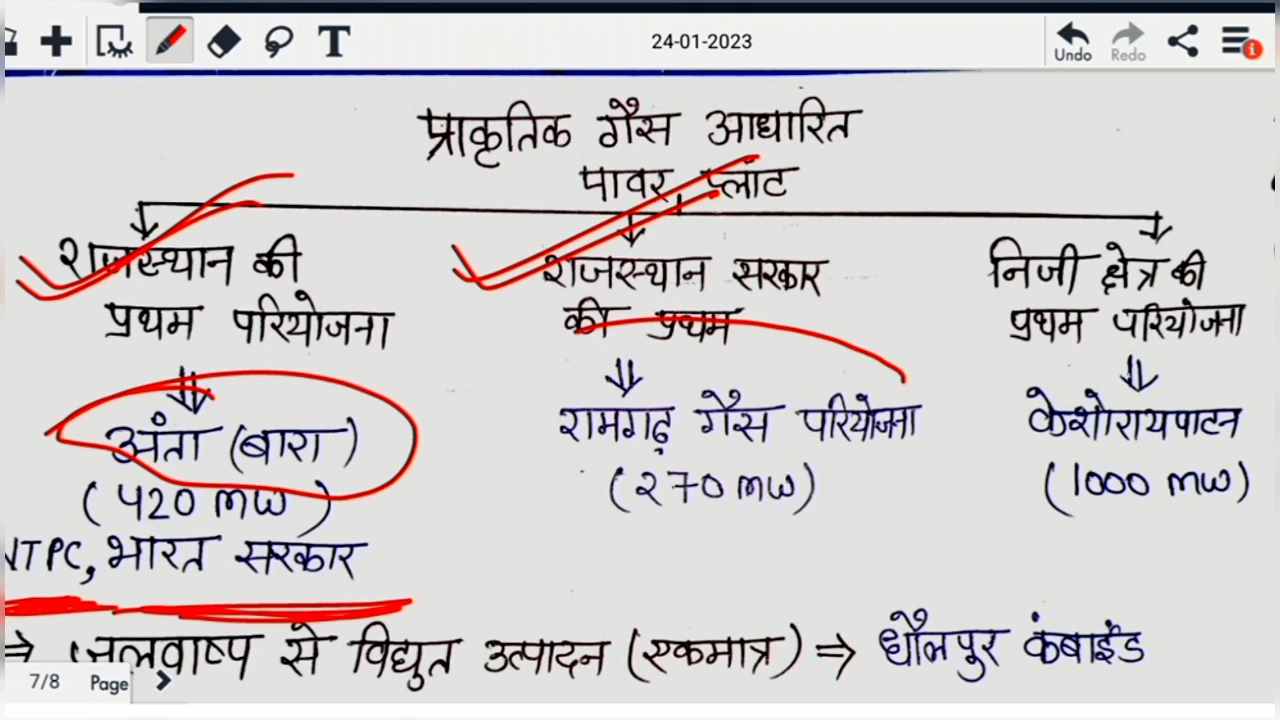 T
24-01-2023
Undo
Redo
प्राकृतिक गैस आधारित
पावर प्लांट
राजस्थान की
प्रथम परियोजना
अंता (बारा)
(420 mw)
NTPC, भारत सरकार
राजस्थान सरकार
की प्रथम
रामगढ़ गैस परियोजना
(270 mw)
निजी क्षेत्र की
प्रथम परियोजना
केशोरायपाटन
(1000 mw)
⇒ जलवाष्प से विद्युत उत्पादन (एकमात्र) ⇒ धौलपुर कंबाईंड
7/8 Page